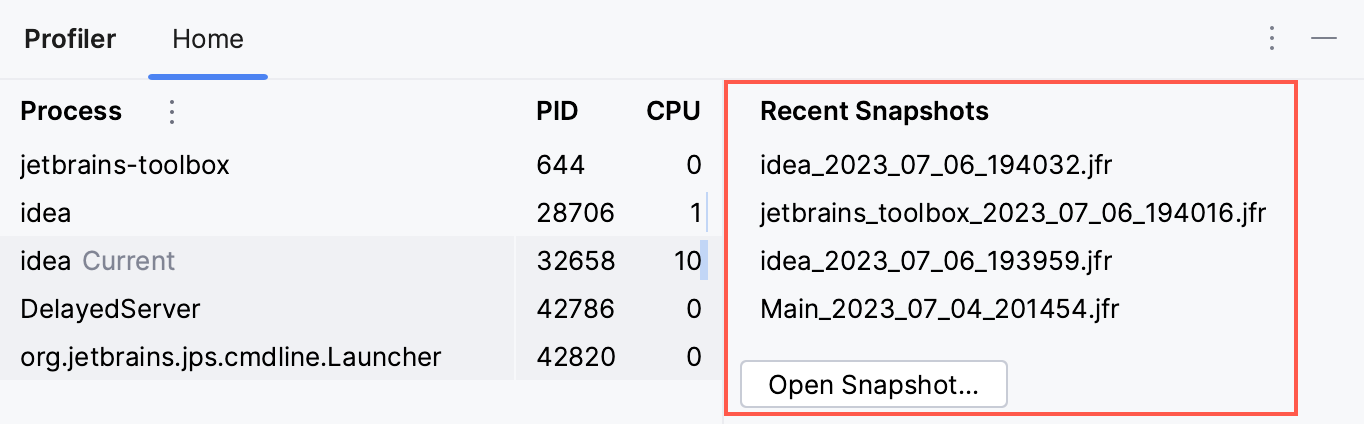 Profiler Home
Process PID CPU
jetbrains-toolbox 644 0
idea 28706 1
idea Current 32658 10
DelayedServer 42786 0
org.jetbrains.jps.cmdline.Launcher 42820 0
Recent Snapshots
idea_2023_07_06_194032.jfr
jetbrains_toolbox_2023_07_06_194016.jfr
idea_2023_07_06_193959.jfr
Main_2023_07_04_201454.jfr
Open Snapshot...